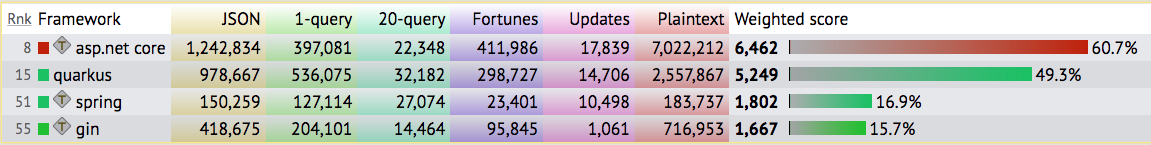 Rnk Framework JSON 1-query 20-query Fortunes Updates Plaintext Weighted score
8 T asp.net core 1,242,834 397,081 22,348 411,986 17,839 7,022,212 6,462 60.7%
15 quarkus 978,667 536,075 32,182 298,727 14,706 2,557,867 5,249 49.3%
51 T spring 150,259 127,114 27,074 23,401 10,498 183,737 1,802 16.9%
55 T gin 418,675 204,101 14,464 95,845 1,061 716,953 1,667 15.7%